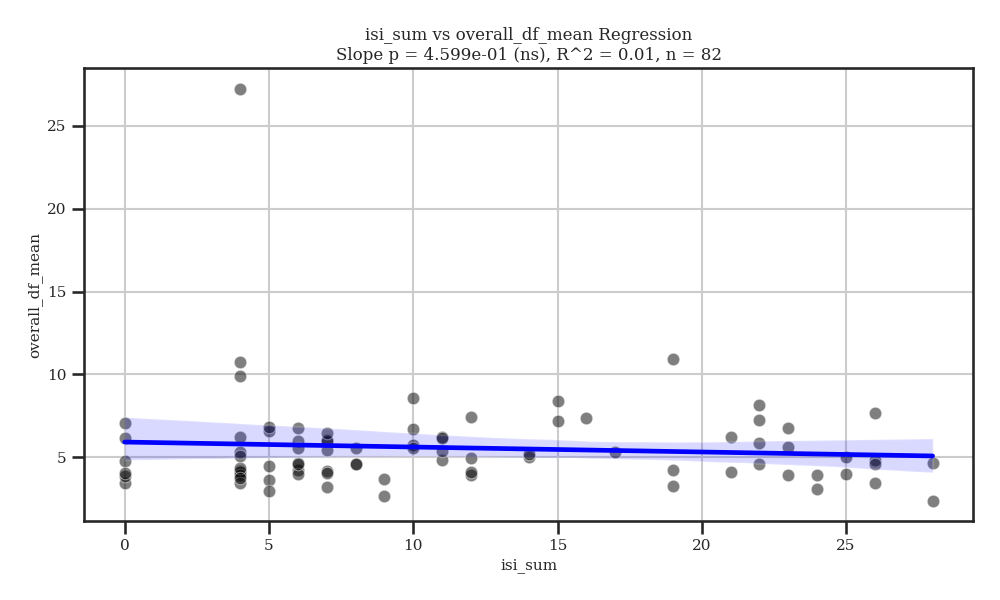 isi_sum vs overall_df_mean Regression
Slope p = 4.599e-01 (ns), R^2 = 0.01, n = 82
25
20
15
10
5
overall_df_mean
0
5
10
15
20
25
isi_sum